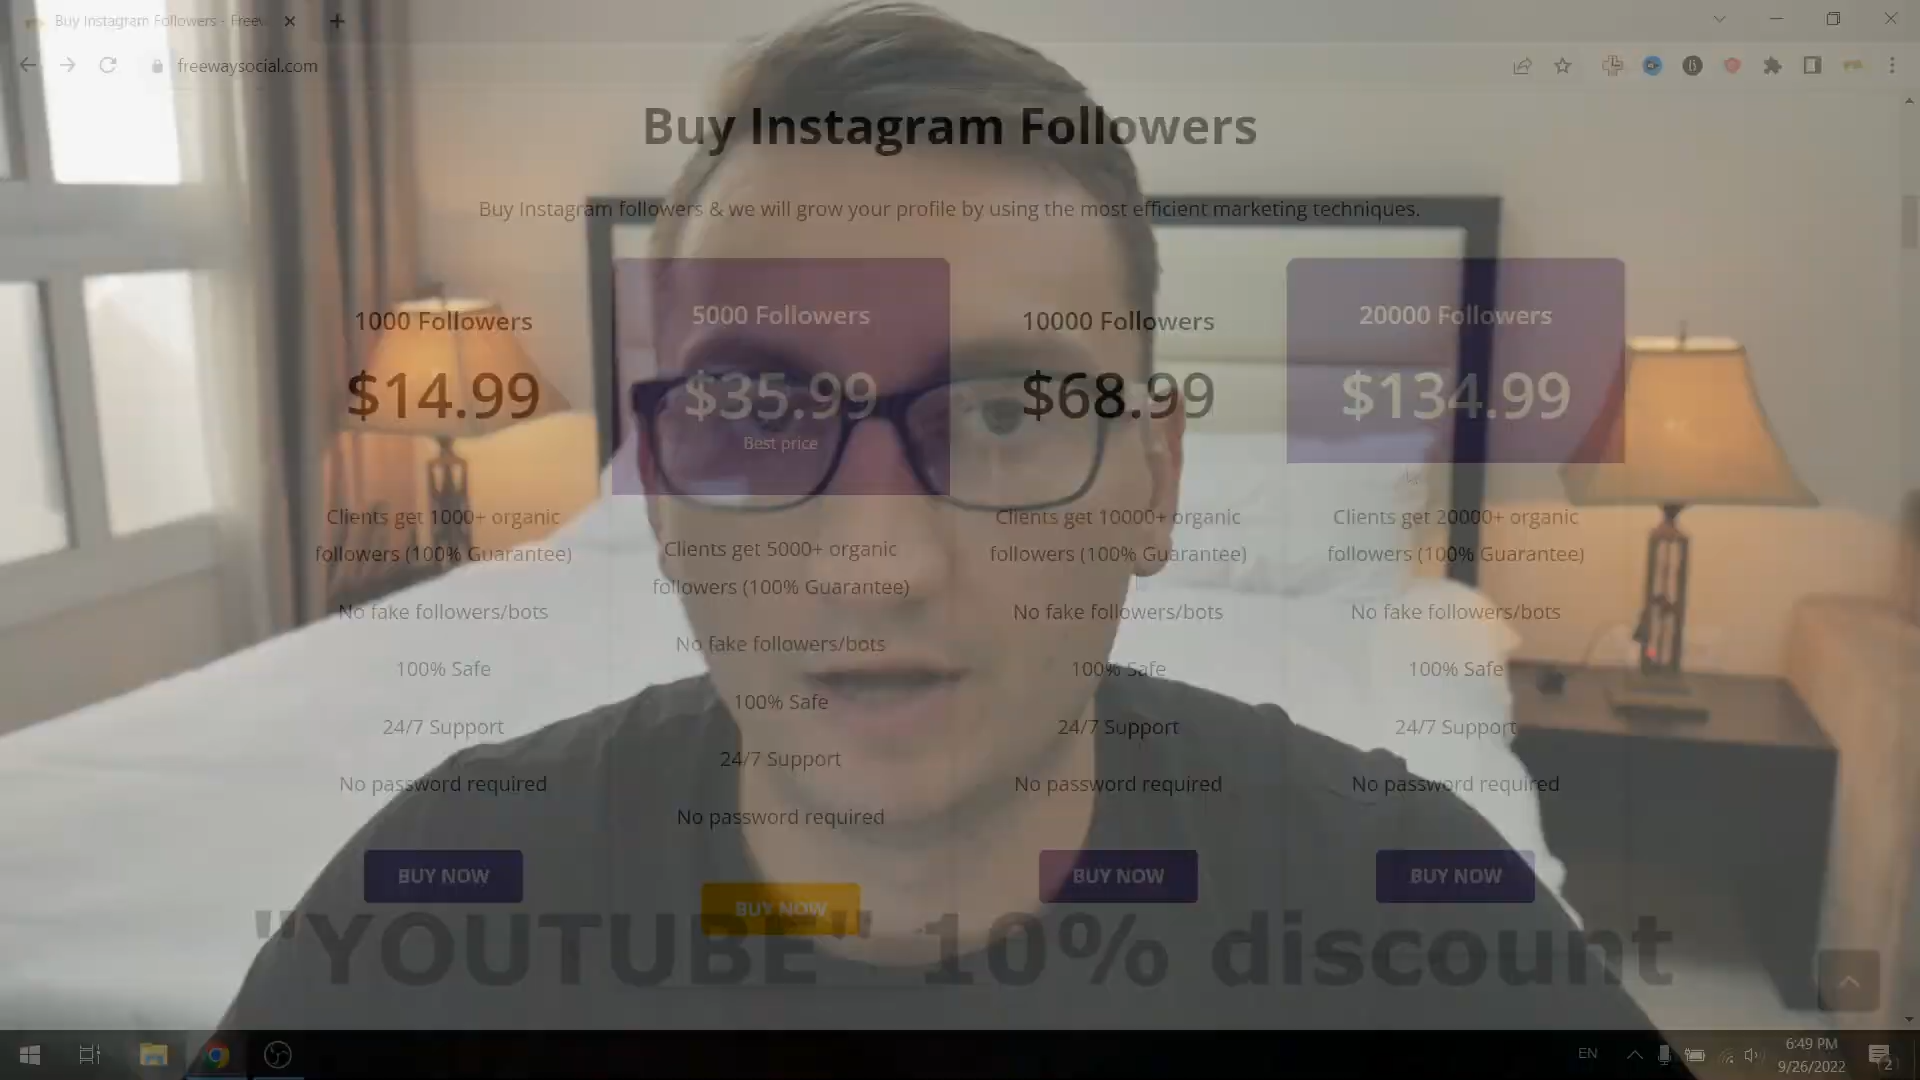 Buy Instagram Followers - Freew
freewaysocial.com
Buy Instagram Followers
Buy Instagram followers & we will grow your profile by using the most efficient marketing techniques.
1000 Followers
$14.99
Clients get 1000+ organic
followers (100% Guarantee)
No fake followers/bots
100% Safe
24/7 Support
No password required
BUY NOW
5000 Followers
$35.99
Best price
Clients get 5000+ organic
followers (100% Guarantee)
No fake followers/bots
100% Safe
24/7 Support
No password required
BUY NOW
10000 Followers
$68.99
Clients get 10000+ organic
followers (100% Guarantee)
No fake followers/bots
100% Safe
24/7 Support
No password required
BUY NOW
20000 Followers
$134.99
Clients get 20000+ organic
followers (100% Guarantee)
No fake followers/bots
100% Safe
24/7 Support
No password required
BUY NOW
"YOUTUBE" 10% discount
EN
6:49 PM
9/26/2022
2